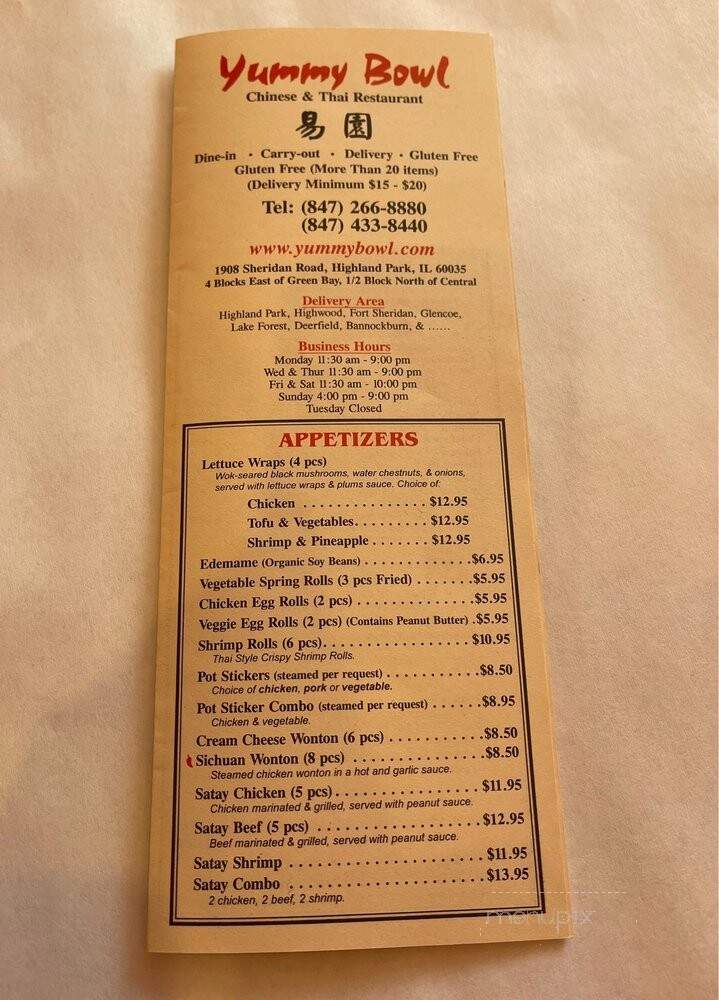 Yummy Bowl
Chinese & Thai Restaurant
易園
Dine-in · Carry-out · Delivery · Gluten Free
Gluten Free (More Than 20 items)
(Delivery Minimum $15 - $20)
Tel: (847) 266-8880
(847) 433-8440
www.yummybowl.com
1908 Sheridan Road, Highland Park, IL 60035
4 Blocks East of Green Bay, 1/2 Block North of Central
Delivery Area
Highland Park, Highwood, Fort Sheridan, Glencoe,
Lake Forest, Deerfield, Bannockburn, & ......
Business Hours
Monday 11:30 am - 9:00 pm
Wed & Thur 11:30 am - 9:00 pm
Fri & Sat 11:30 am - 10:00 pm
Sunday 4:00 pm - 9:00 pm
Tuesday Closed
APPETIZERS
Lettuce Wraps (4 pcs)
Wok-seared black mushrooms, water chestnuts, & onions,
served with lettuce wraps & plums sauce. Choice of:
Chicken . . . . . . . . . . . . . . . $12.95
Tofu & Vegetables. . . . . . . . . $12.95
Shrimp & Pineapple . . . . . . . $12.95
Edemame (Organic Soy Beans) . . . . . . . . . . . . .$6.95
Vegetable Spring Rolls (3 pcs Fried) . . . . . . .$5.95
Chicken Egg Rolls (2 pcs) . . . . . . . . . . . . . .$5.95
Veggie Egg Rolls (2 pcs) (Contains Peanut Butter) .$5.95
Shrimp Rolls (6 pc). . . . . . . . . . . . . . . . . $10.95
Thai Style Crispy Shrimp Rolls.
Pot Stickers (steamed per request) . . . . . . . . . . .$8.50
Choice of chicken, pork or vegetable.
Pot Sticker Combo (steamed per request) . . . . . .$8.95
Chicken & vegetable.
Cream Cheese Wonton (6 pc) . . . . . . . . . . .$8.50
Sichuan Wonton (8 pcs) . . . . . . . . . . . . . . .$8.50
Steamed chicken wonton in a hot and garlic sauce.
Satay Chicken (5 pcs). . . . . . . . . . . . . . . . $11.95
Chicken marinated & grilled, served with peanut sauce.
Satay Beef (5 pcs) . . . . . . . . . . . . . . . . . $12.95
Beef marinated & grilled, served with peanut sauce.
Satay Shrimp . . . . . . . . . . . . . . . . . . . . $11.95
Satay Combo . . . . . . . . . . . . . . . . . . . . $13.95
2 chicken, 2 beef, 2 shrimp.
menupix